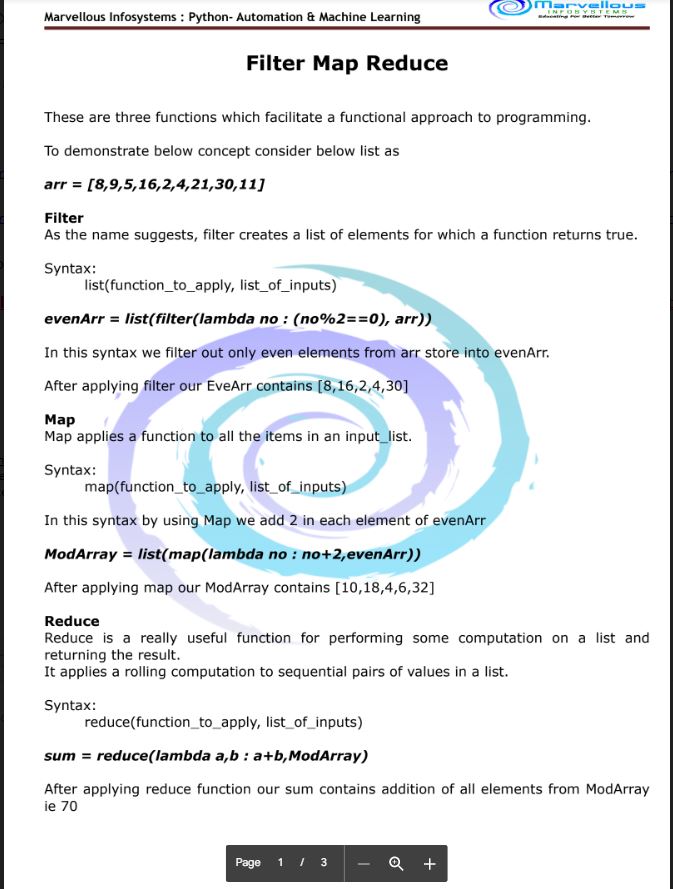 Marvellous Infosystems : Python- Automation & Machine Learning
Marvellous
INFOSYSTEMS
Educating For Better Tomorrow
Filter Map Reduce
These are three functions which facilitate a functional approach to programming.
To demonstrate below concept consider below list as
arr = [8,9,5,16,2,4,21,30,11]
Filter
As the name suggests, filter creates a list of elements for which a function returns true.
Syntax:
list(function_to_apply, list_of_inputs)
evenArr = list(filter(lambda no : (no%2==0), arr))
In this syntax we filter out only even elements from arr store into evenArr.
After applying filter our EveArr contains [8,16,2,4,30]
Map
Map applies a function to all the items in an input_list.
Syntax:
map(function_to_apply, list_of_inputs)
In this syntax by using Map we add 2 in each element of evenArr
ModArray = list(map(lambda no : no+2,evenArr))
After applying map our ModArray contains [10,18,4,6,32]
Reduce
Reduce is a really useful function for performing some computation on a list and
returning the result.
It applies a rolling computation to sequential pairs of values in a list.
Syntax:
reduce(function_to_apply, list_of_inputs)
sum = reduce(lambda a,b : a+b,ModArray)
After applying reduce function our sum contains addition of all elements from ModArray
ie 70
Page 1 / 3